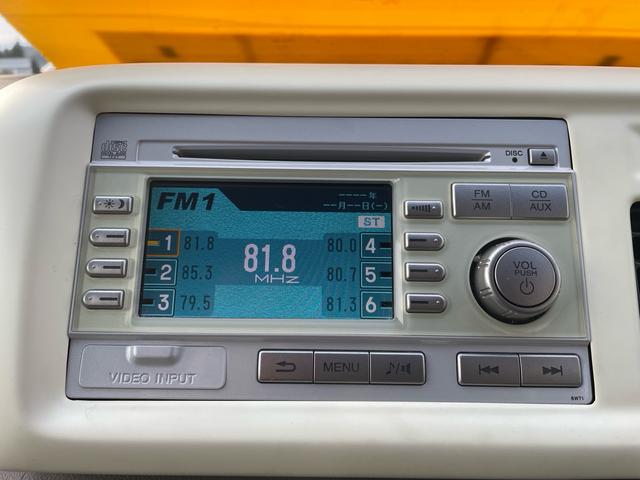 DISC
FM1
----年
--月--日(--)
ST
FM
AM
CD
AUX
1 81.8
2 85.3
3 79.5
81.8
MHz
80.0 4
80.7 5
81.3 6
VOL
PUSH
VIDEO INPUT
MENU
6WT1